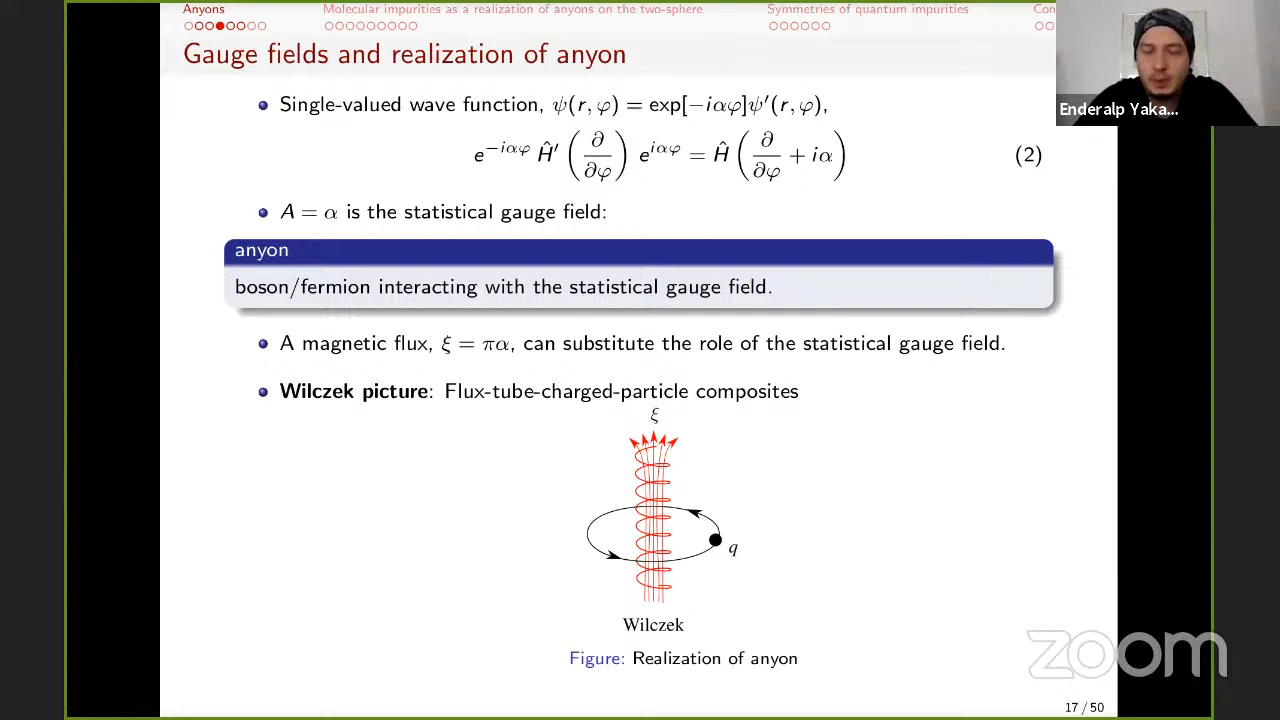 Anyons
Molecular impurities as a realization of anyons on the two-sphere
Symmetries of quantum impurities
Con
Gauge fields and realization of anyon
Enderalp Yaka...
Single-valued wave function, ψ(r, φ) = exp[−iαφ]ψ′(r, φ),
e^{−iαφ} Ĥ′ (∂/∂φ) e^{iαφ} = Ĥ (∂/∂φ + iα) (2)
A = α is the statistical gauge field:
anyon
boson/fermion interacting with the statistical gauge field.
A magnetic flux, ξ = πα, can substitute the role of the statistical gauge field.
Wilczek picture: Flux-tube-charged-particle composites
ξ
q
Wilczek
Figure: Realization of anyon
zoom
17 / 50